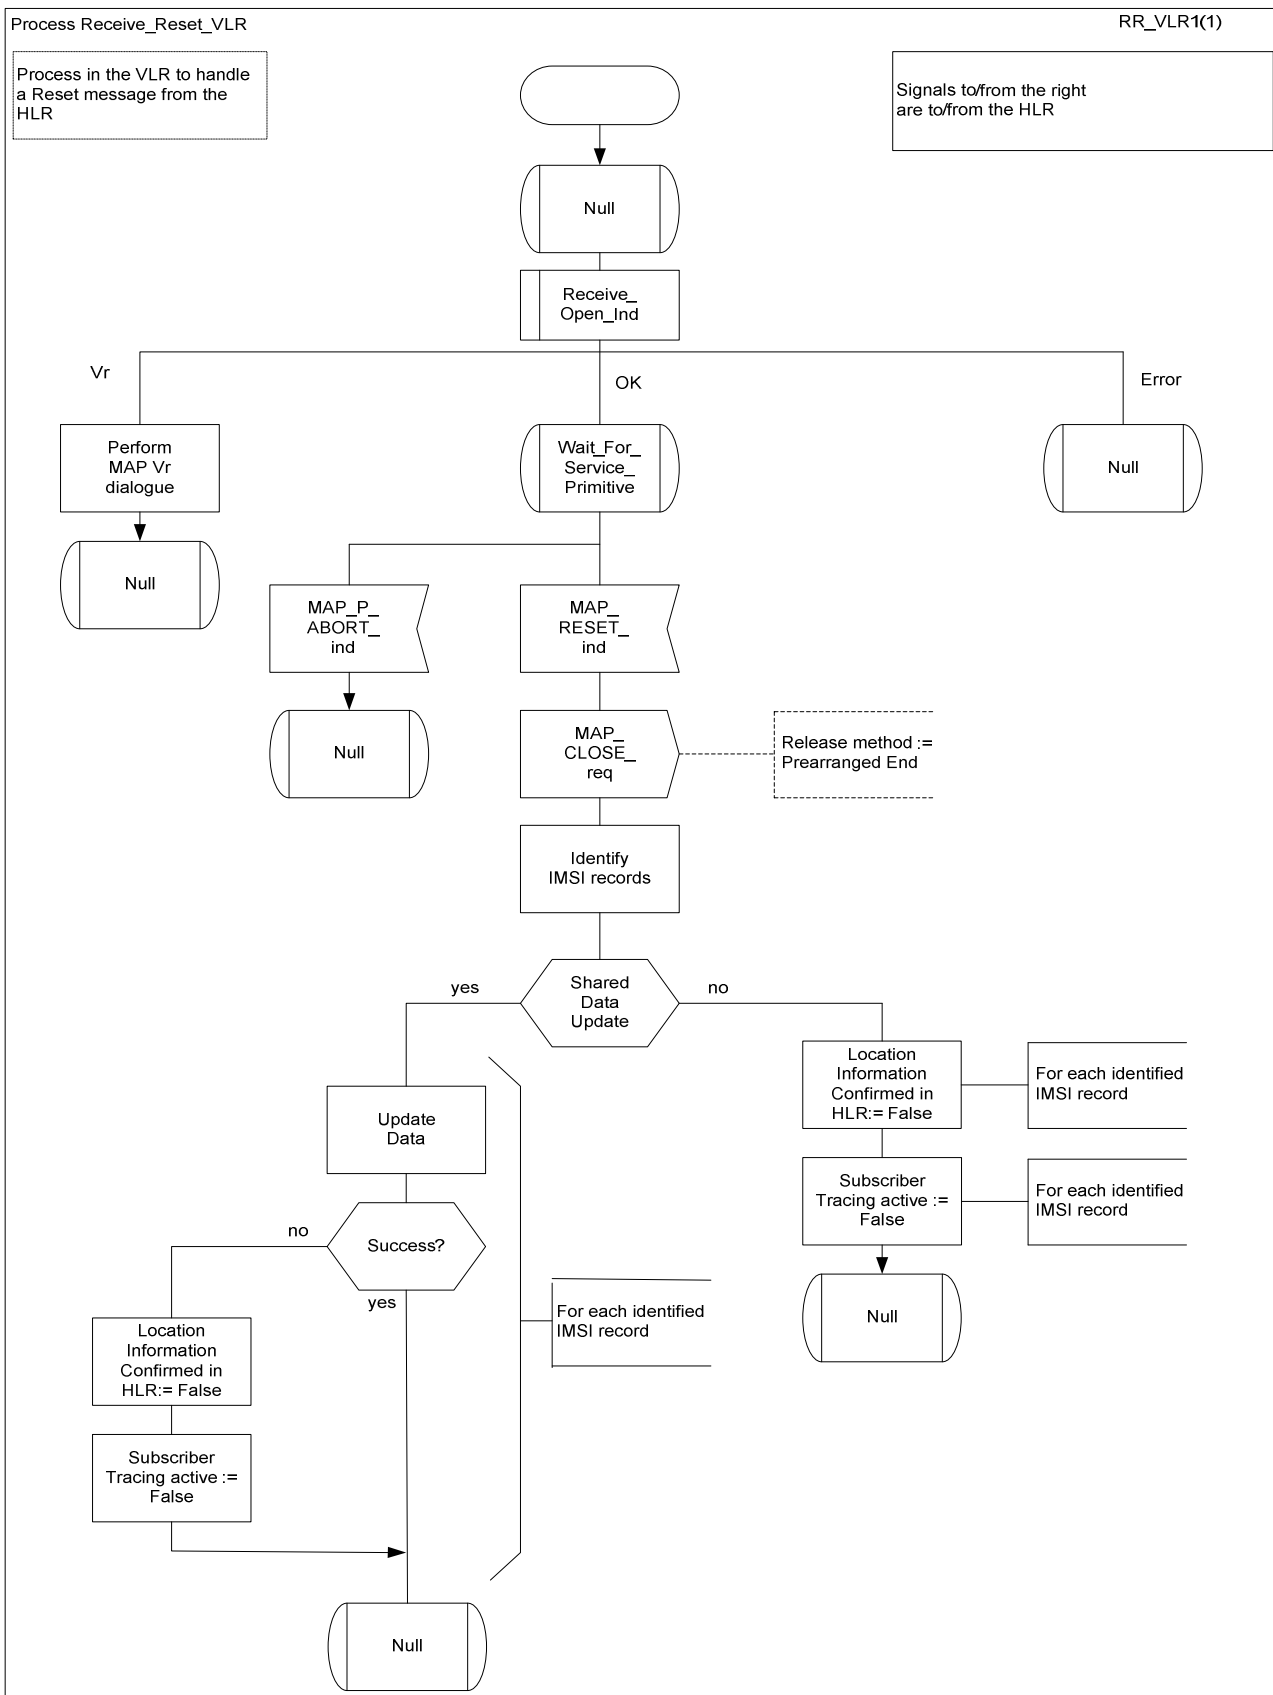 Process Receive_Reset_VLR
RR_VLR1(1)
Process in the VLR to handle
a Reset message from the
HLR
Signals to/from the right
are to/from the HLR
Null
Receive_
Open_Ind
Vr
OK
Error
Perform
MAP Vr
dialogue
Wait_For_
Service_
Primitive
Null
Null
MAP_P_
ABORT_
ind
MAP_
RESET_
ind
Null
MAP_
CLOSE_
req
Release method :=
Prearranged End
Identify
IMSI records
Shared
Data
Update
yes
no
Location
Information
Confirmed in
HLR:= False
For each identified
IMSI record
Update
Data
Subscriber
Tracing active :=
False
For each identified
IMSI record
Success?
no
yes
Null
For each identified
IMSI record
Location
Information
Confirmed in
HLR:= False
Subscriber
Tracing active :=
False
Null